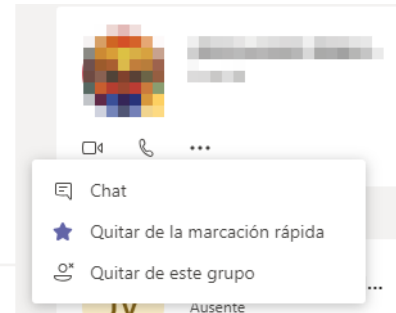 Chat
Quitar de la marcación rápida
Quitar de este grupo
Ausente